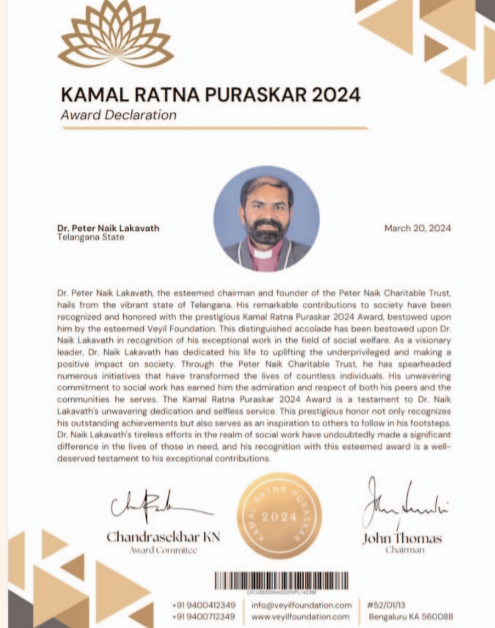 KAMAL RATNA PURASKAR 2024
Award Declaration
Dr. Peter Naik Lakavath
Telangana State
March 20, 2024
Dr. Peter Naik Lakavath, the esteemed chairman and founder of the Peter Naik Charitable Trust,
hails from the vibrant state of Telangana. His remarkable contributions to society have been
recognized and honored with the prestigious Kamal Ratna Puraskar 2024 Award, bestowed upon
him by the esteemed Veyil Foundation. This distinguished accolade has been bestowed upon Dr.
Naik Lakavath in recognition of his exceptional work in the field of social welfare. As a visionary
leader, Dr. Naik Lakavath has dedicated his life to uplifting the underprivileged and making a
positive impact on society. Through the Peter Naik Charitable Trust, he has spearheaded
numerous initiatives that have transformed the lives of countless individuals. His unwavering
commitment to social work has earned him the admiration and respect of both his peers and the
communities he serves. The Kamal Ratna Puraskar 2024 Award is a testament to Dr. Naik
Lakavath's unwavering dedication and selfless service. This prestigious honor not only recognizes
his outstanding achievements but also serves as an inspiration to others to follow in his footsteps.
Dr. Naik Lakavath's tireless efforts in the realm of social work have undoubtedly made a significant
difference in the lives of those in need, and his recognition with this esteemed award is a well-
deserved testament to his exceptional contributions.
KAMAL RATNA PURASKAR
2024
Chandrasekhar KN
Award Commitee
John Thomas
Chairman
+91 9400412349
info@veyilfoundation.com
#52/01/13
+91 9400712349
www.veyilfoundation.com
Bengaluru KA 560088